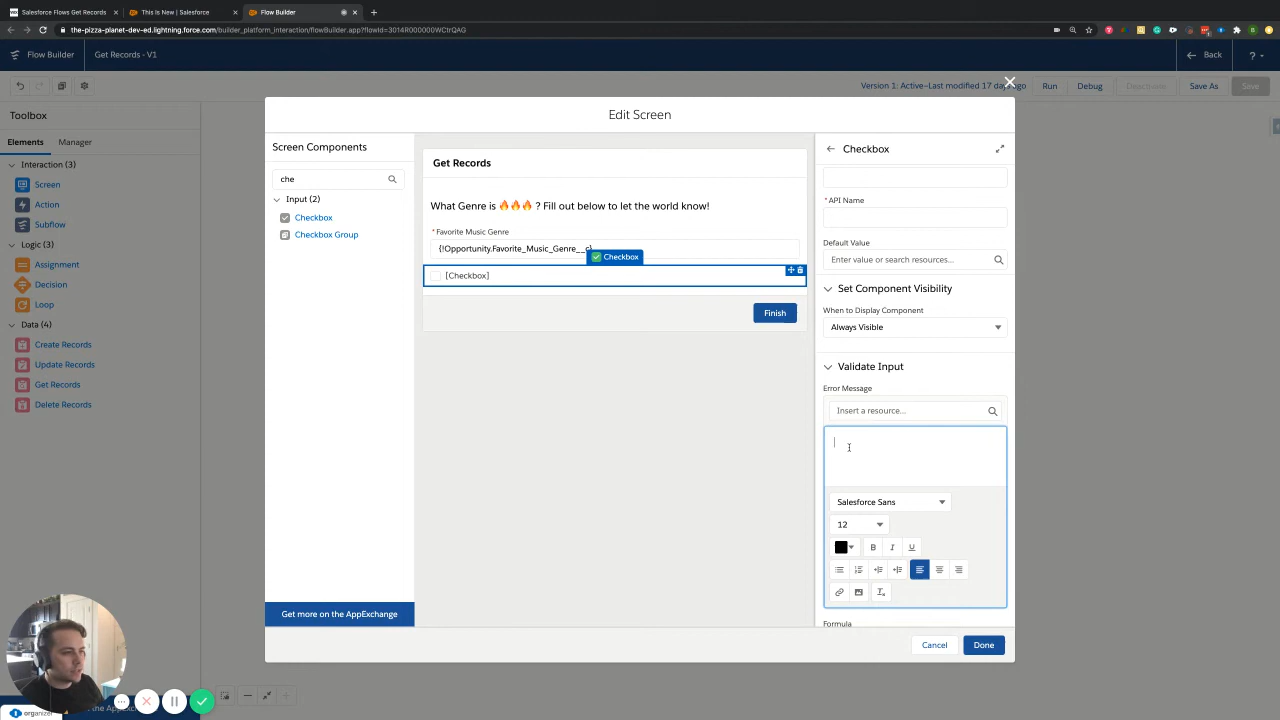 Salesforce Flows Get Records
This Is New | Salesforce
Flow Builder
the-pizza-planet-dev-ed.lightning.force.com/builder_platform_interaction/flowBuilder.app?flowId=3014R000000WCtrQAG
Flow Builder
Get Records - V1
Back
?
Version 1: Active–Last modified 17 days ago
Run
Debug
Deactivate
Save As
Save
Toolbox
Elements
Manager
Interaction (3)
Screen
Action
Subflow
Logic (3)
Assignment
Decision
Loop
Data (4)
Create Records
Update Records
Get Records
Delete Records
Edit Screen
Screen Components
che
Input (2)
Checkbox
Checkbox Group
Get more on the AppExchange
Get Records
What Genre is 🔥🔥🔥 ? Fill out below to let the world know!
* Favorite Music Genre
{!Opportunity.Favorite_Music_Genre__c}
Checkbox
[Checkbox]
Finish
Checkbox
* API Name
Default Value
Enter value or search resources...
Set Component Visibility
When to Display Component
Always Visible
Validate Input
Error Message
Insert a resource...
Salesforce Sans
12
B
I
U
Formula
Cancel
Done
organizer